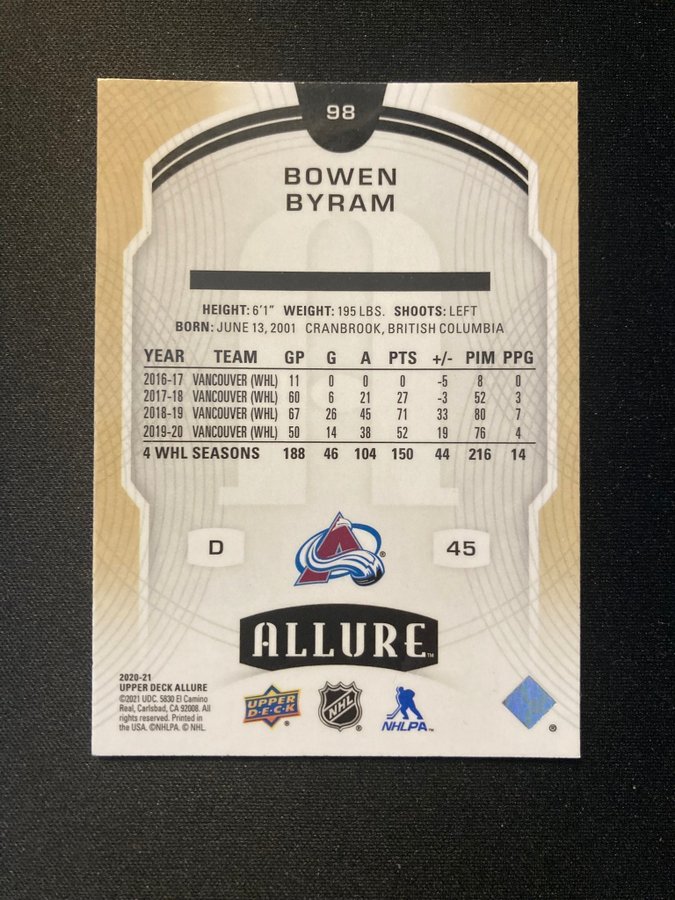 98
BOWEN
BYRAM
HEIGHT: 6'1" WEIGHT: 195 LBS. SHOOTS: LEFT
BORN: JUNE 13, 2001 CRANBROOK, BRITISH COLUMBIA
YEAR TEAM GP G A PTS +/- PIM PPG
2016-17 VANCOUVER (WHL) 11 0 0 0 -5 8 0
2017-18 VANCOUVER (WHL) 60 6 21 27 -3 52 3
2018-19 VANCOUVER (WHL) 67 26 45 71 33 80 7
2019-20 VANCOUVER (WHL) 50 14 38 52 19 76 4
4 WHL SEASONS 188 46 104 150 44 216 14
D ® 45
ALLURE™
2020-21
UPPER DECK ALLURE
©2021 UDC. 5830 El Camino
Real, Carlsbad, CA 92008. All
rights reserved. Printed in
the USA. ©NHLPA. © NHL.
UPPER
D·E·C·K ®
NHL ®
NHLPA™
®